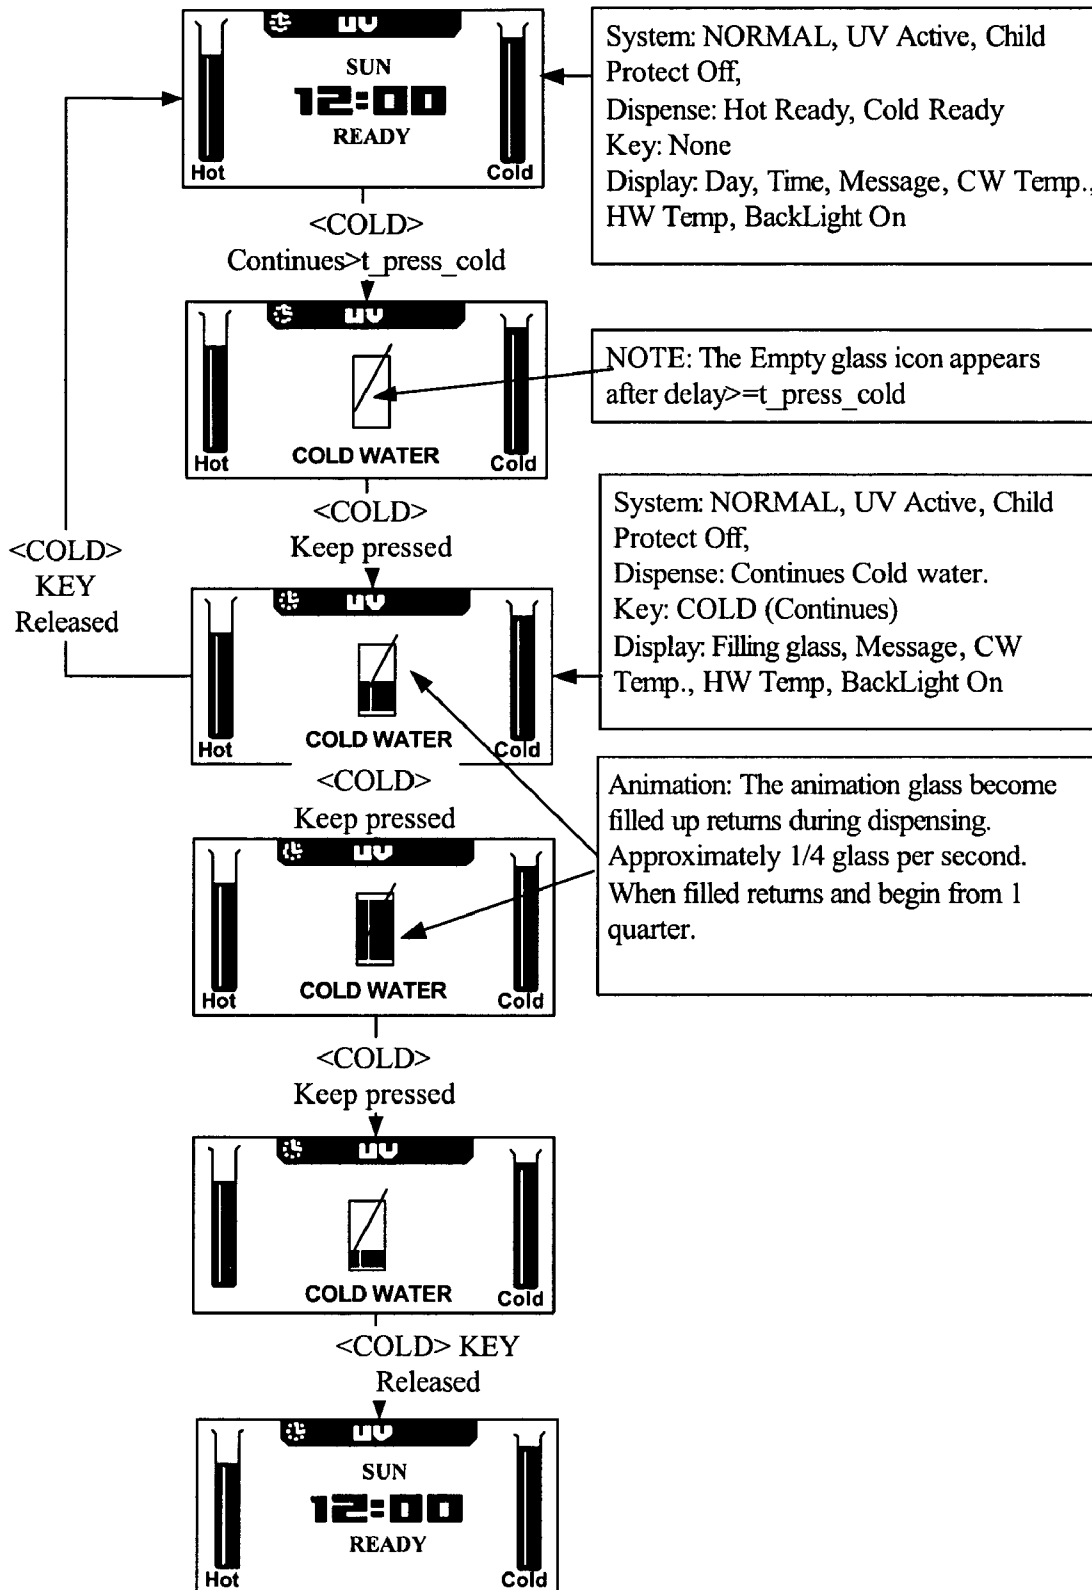 UV
SUN
12:00
READY
Hot
Cold
System: NORMAL, UV Active, Child
Protect Off,
Dispense: Hot Ready, Cold Ready
Key: None
Display: Day, Time, Message, CW Temp.,
HW Temp, BackLight On
<COLD>
Continues>t_press_cold
UV
Hot
COLD WATER
Cold
NOTE: The Empty glass icon appears
after delay>=t_press_cold
<COLD>
Keep pressed
<COLD>
KEY
Released
UV
Hot
COLD WATER
Cold
System: NORMAL, UV Active, Child
Protect Off,
Dispense: Continues Cold water.
Key: COLD (Continues)
Display: Filling glass, Message, CW
Temp., HW Temp, BackLight On
<COLD>
Keep pressed
UV
Hot
COLD WATER
Cold
Animation: The animation glass become
filled up returns during dispensing.
Approximately 1/4 glass per second.
When filled returns and begin from 1
quarter.
<COLD>
Keep pressed
UV
COLD WATER
Cold
<COLD> KEY
Released
UV
SUN
12:00
READY
Hot
Cold